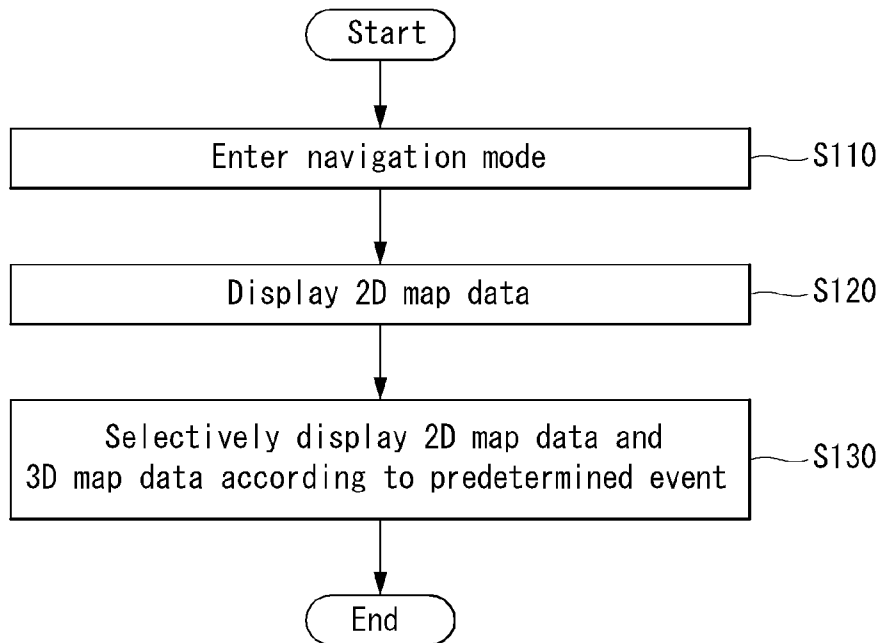 Start
Enter navigation mode
S110
Display 2D map data
S120
Selectively display 2D map data and
3D map data according to predetermined event
S130
End